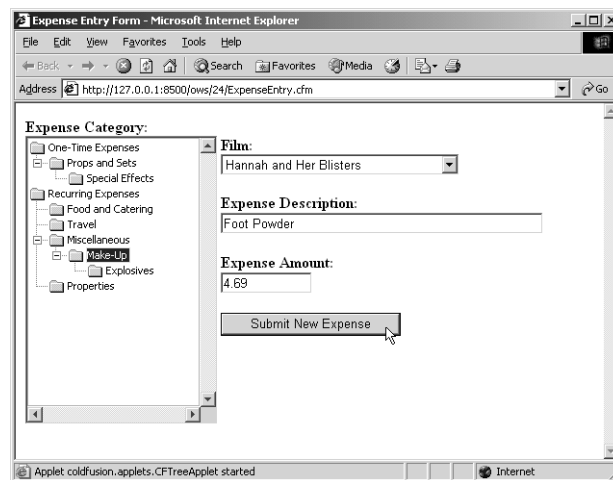 Expense Entry Form - Microsoft Internet Explorer
File Edit View Favorites Tools Help
Back Search Favorites Media
Address http://127.0.0.1:8500/ows/24/ExpenseEntry.cfm Go
Expense Category:
One-Time Expenses
Props and Sets
Special Effects
Recurring Expenses
Food and Catering
Travel
Miscellaneous
Make-Up
Explosives
Properties
Film:
Hannah and Her Blisters
Expense Description:
Foot Powder
Expense Amount:
4.69
Submit New Expense
Applet coldfusion.applets.CFTreeApplet started Internet